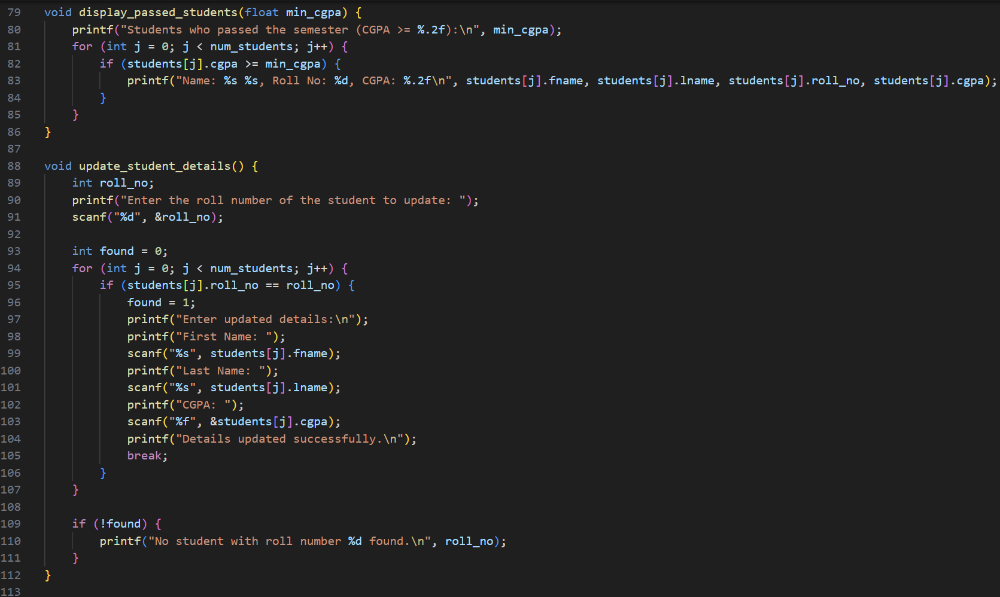 79 void display_passed_students(float min_cgpa) {
80     printf("Students who passed the semester (CGPA >= %.2f):\n", min_cgpa);
81     for (int j = 0; j < num_students; j++) {
82         if (students[j].cgpa >= min_cgpa) {
83             printf("Name: %s %s, Roll No: %d, CGPA: %.2f\n", students[j].fname, students[j].lname, students[j].roll_no, students[j].cgpa);
84         }
85     }
86 }
87
88 void update_student_details() {
89     int roll_no;
90     printf("Enter the roll number of the student to update: ");
91     scanf("%d", &roll_no);
92
93     int found = 0;
94     for (int j = 0; j < num_students; j++) {
95         if (students[j].roll_no == roll_no) {
96             found = 1;
97             printf("Enter updated details:\n");
98             printf("First Name: ");
99             scanf("%s", students[j].fname);
100             printf("Last Name: ");
101             scanf("%s", students[j].lname);
102             printf("CGPA: ");
103             scanf("%f", &students[j].cgpa);
104             printf("Details updated successfully.\n");
105             break;
106         }
107     }
108
109     if (!found) {
110         printf("No student with roll number %d found.\n", roll_no);
111     }
112 }
113